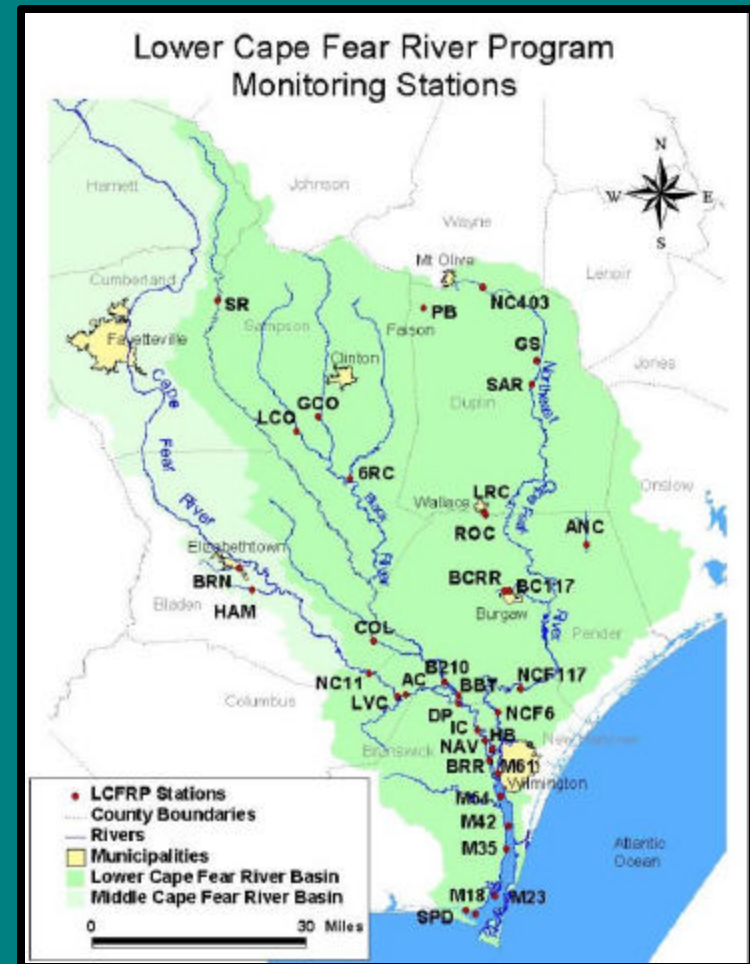 Lower Cape Fear River Program
Monitoring Stations
N
W
E
S
Harnett
Johnson
Wayne
Mt Olive
Lenoir
Cumberland
SR
PB
NC403
Sampson
Faison
Fayetteville
GS
Jones
Clinton
SAR
Northeast
Duplin
Cape
Fear
River
GCO
LCO
6RC
Black
River
LRC
Wallace
Cape Fear
River
ROC
ANC
Onslow
Elizabethtown
BRN
HAM
Bladen
BCRR
BC117
Burgaw
Pender
COL
NC11
B210
AC
BBT
NCF117
LVC
Columbus
DP
NCF6
IC
HB
NAV
New Hanover
Brunswick
BRR
M61
Wilmington
M54
M42
M35
Atlantic
Ocean
M18
M23
SPD
LCFRP Stations
County Boundaries
Rivers
Municipalities
Lower Cape Fear River Basin
Middle Cape Fear River Basin
0
30 Miles